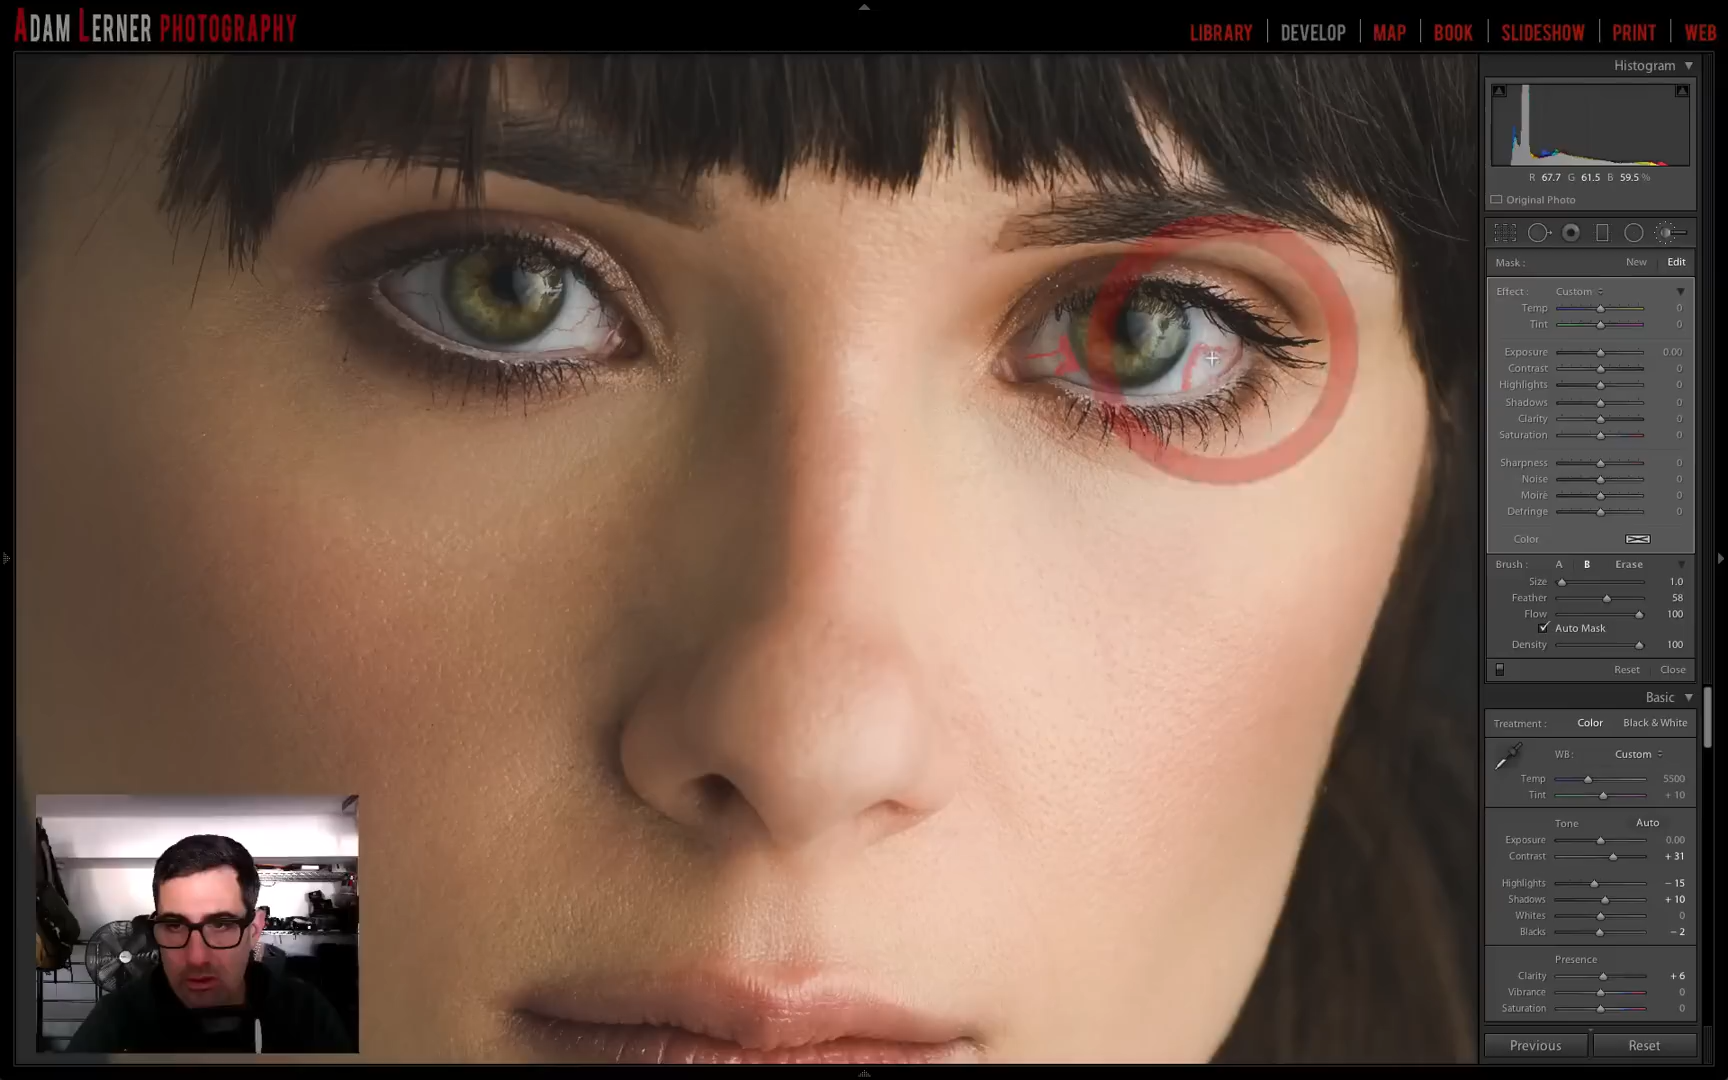 ADAM LERNER PHOTOGRAPHY
LIBRARY | DEVELOP | MAP | BOOK | SLIDESHOW | PRINT | WEB
Histogram
R 67.7 G 61.5 B 59.5 %
Original Photo
Mask : New Edit
Effect : Custom
Temp 0
Tint 0
Exposure 0.00
Contrast 0
Highlights 0
Shadows 0
Clarity 0
Saturation 0
Sharpness 0
Noise 0
Moiré 0
Defringe 0
Color
Brush : A B Erase
Size 1.0
Feather 58
Flow 100
Auto Mask
Density 100
Reset Close
Basic
Treatment : Color Black & White
WB : Custom
Temp 5500
Tint + 10
Tone Auto
Exposure 0.00
Contrast + 31
Highlights − 15
Shadows + 10
Whites 0
Blacks − 2
Presence
Clarity + 6
Vibrance 0
Saturation 0
Previous Reset